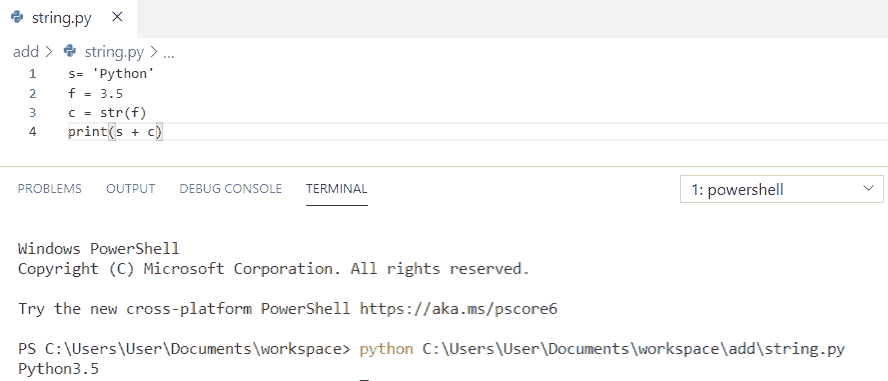 string.py ×
add > string.py > ...
1 s= 'Python'
2 f = 3.5
3 c = str(f)
4 print(s + c)
PROBLEMS OUTPUT DEBUG CONSOLE TERMINAL 1: powershell
Windows PowerShell
Copyright (C) Microsoft Corporation. All rights reserved.
Try the new cross-platform PowerShell https://aka.ms/pscore6
PS C:\Users\User\Documents\workspace> python C:\Users\User\Documents\workspace\add\string.py
Python3.5